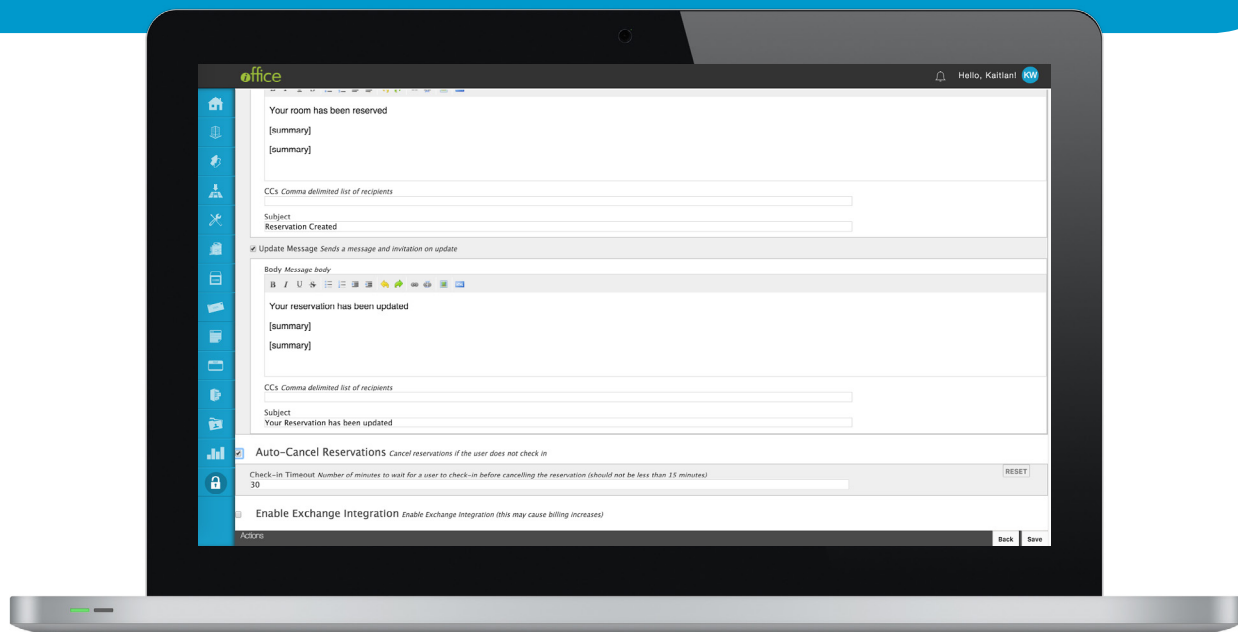 iOffice
Hello, Kaitlan! KW
Your room has been reserved
[summary]
[summary]
CCs Comma delimited list of recipients
Subject
Reservation Created
Update Message Sends a message and invitation on update
Body Message body
B I U S
Your reservation has been updated
[summary]
[summary]
CCs Comma delimited list of recipients
Subject
Your Reservation has been updated
Auto-Cancel Reservations Cancel reservations if the user does not check in
Check-in Timeout Number of minutes to wait for a user to check-in before cancelling the reservation (should not be less than 15 minutes)
RESET
30
Enable Exchange Integration Enable Exchange Integration (this may cause billing increases)
Actions
Back Save